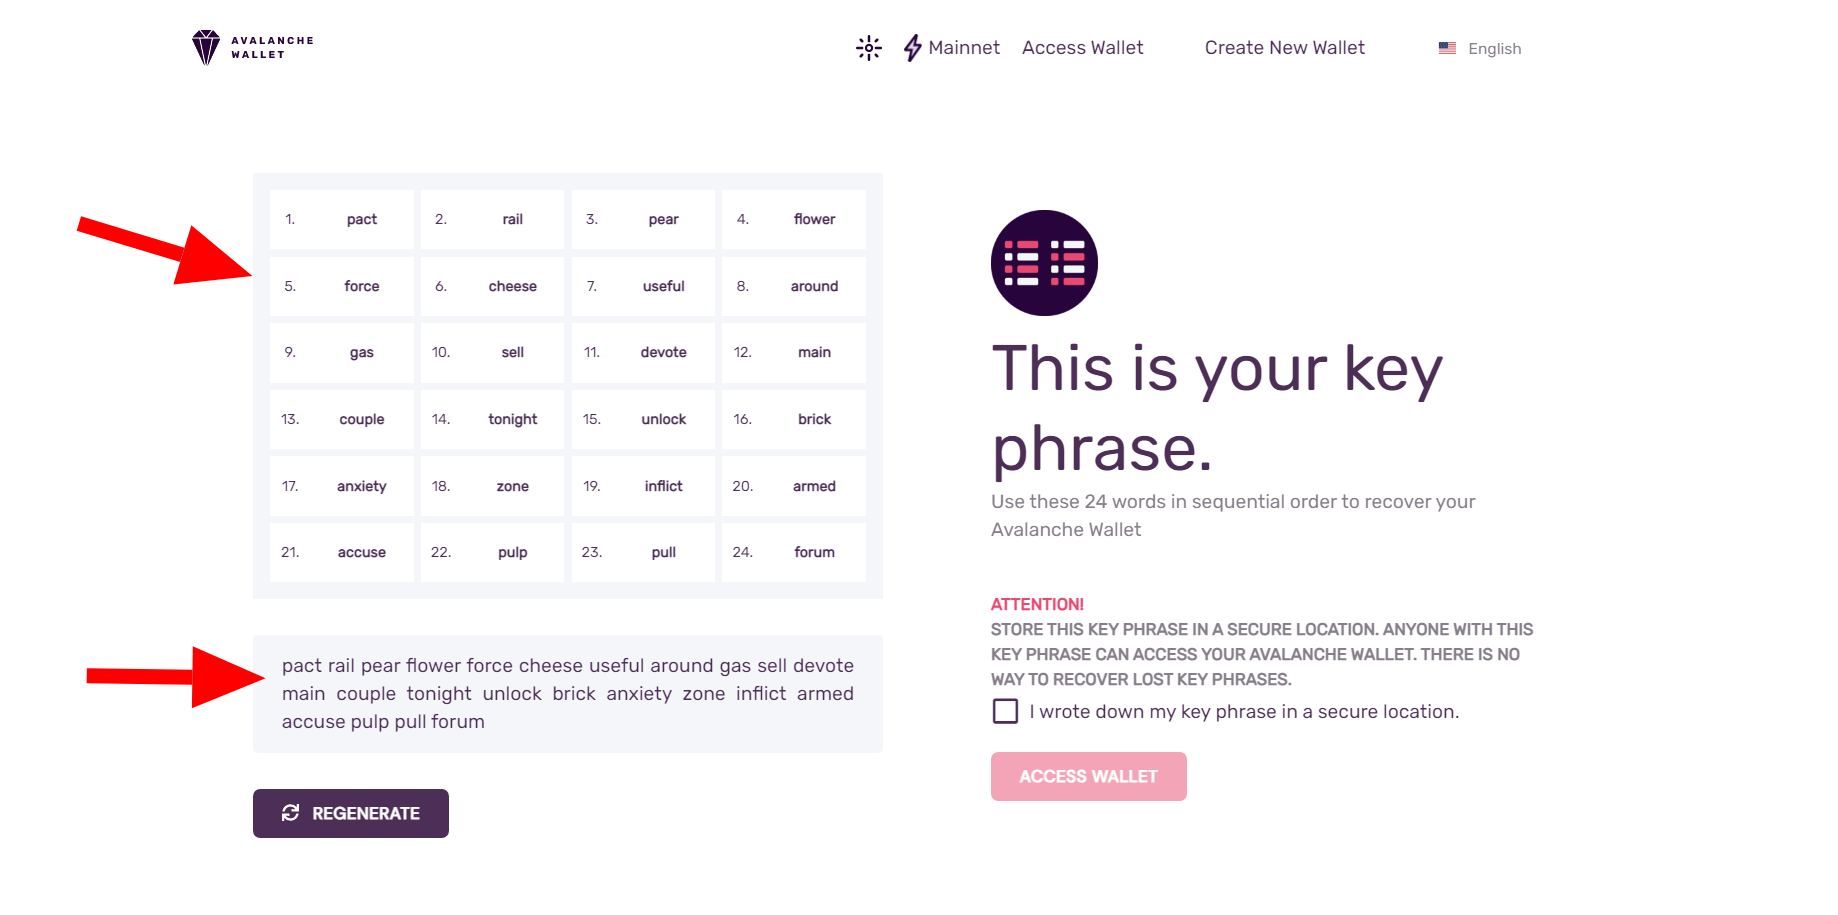 AVALANCHE
WALLET
Mainnet Access Wallet Create New Wallet English
1. pact 2. rail 3. pear 4. flower
5. force 6. cheese 7. useful 8. around
9. gas 10. sell 11. devote 12. main
13. couple 14. tonight 15. unlock 16. brick
17. anxiety 18. zone 19. inflict 20. armed
21. accuse 22. pulp 23. pull 24. forum
pact rail pear flower force cheese useful around gas sell devote
main couple tonight unlock brick anxiety zone inflict armed
accuse pulp pull forum
REGENERATE
This is your key
phrase.
Use these 24 words in sequential order to recover your
Avalanche Wallet
ATTENTION!
STORE THIS KEY PHRASE IN A SECURE LOCATION. ANYONE WITH THIS
KEY PHRASE CAN ACCESS YOUR AVALANCHE WALLET. THERE IS NO
WAY TO RECOVER LOST KEY PHRASES.
I wrote down my key phrase in a secure location.
ACCESS WALLET